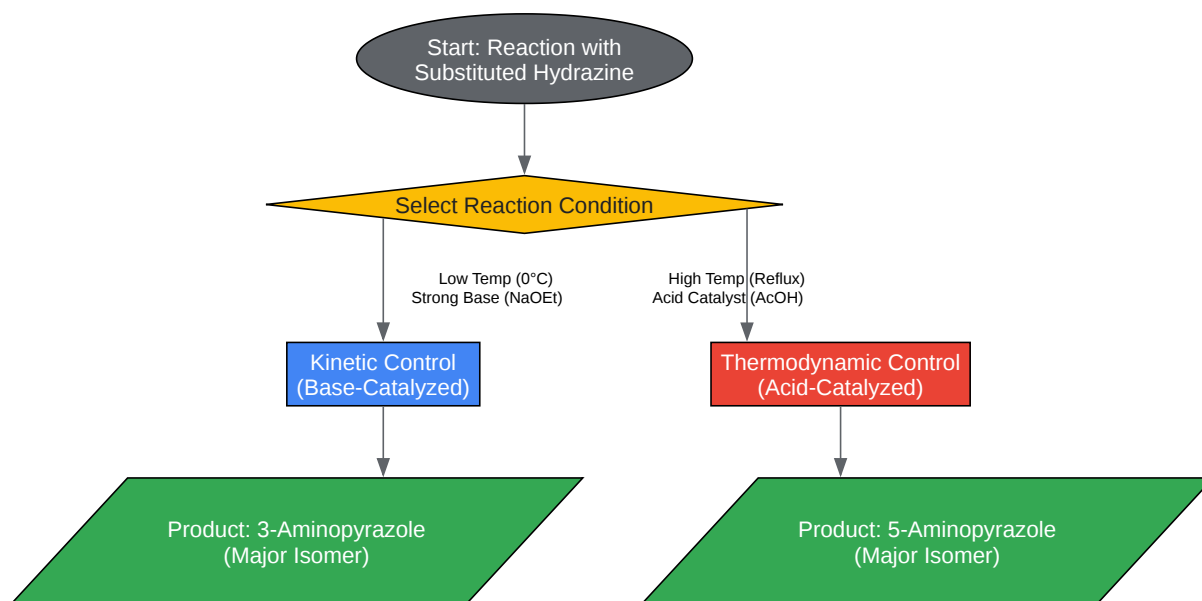 Start: Reaction with
Substituted Hydrazine
Select Reaction Condition
Low Temp (0°C)
Strong Base (NaOEt)
High Temp (Reflux)
Acid Catalyst (AcOH)
Kinetic Control
(Base-Catalyzed)
Thermodynamic Control
(Acid-Catalyzed)
Product: 3-Aminopyrazole
(Major Isomer)
Product: 5-Aminopyrazole
(Major Isomer)